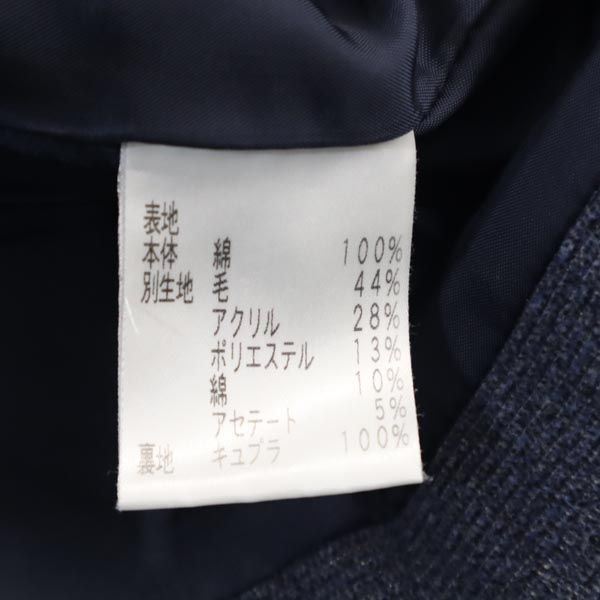 表地
本体 綿 100%
別生地 毛 44%
アクリル 28%
ポリエステル 13%
綿 10%
アセテート 5%
裏地 キュプラ 100%